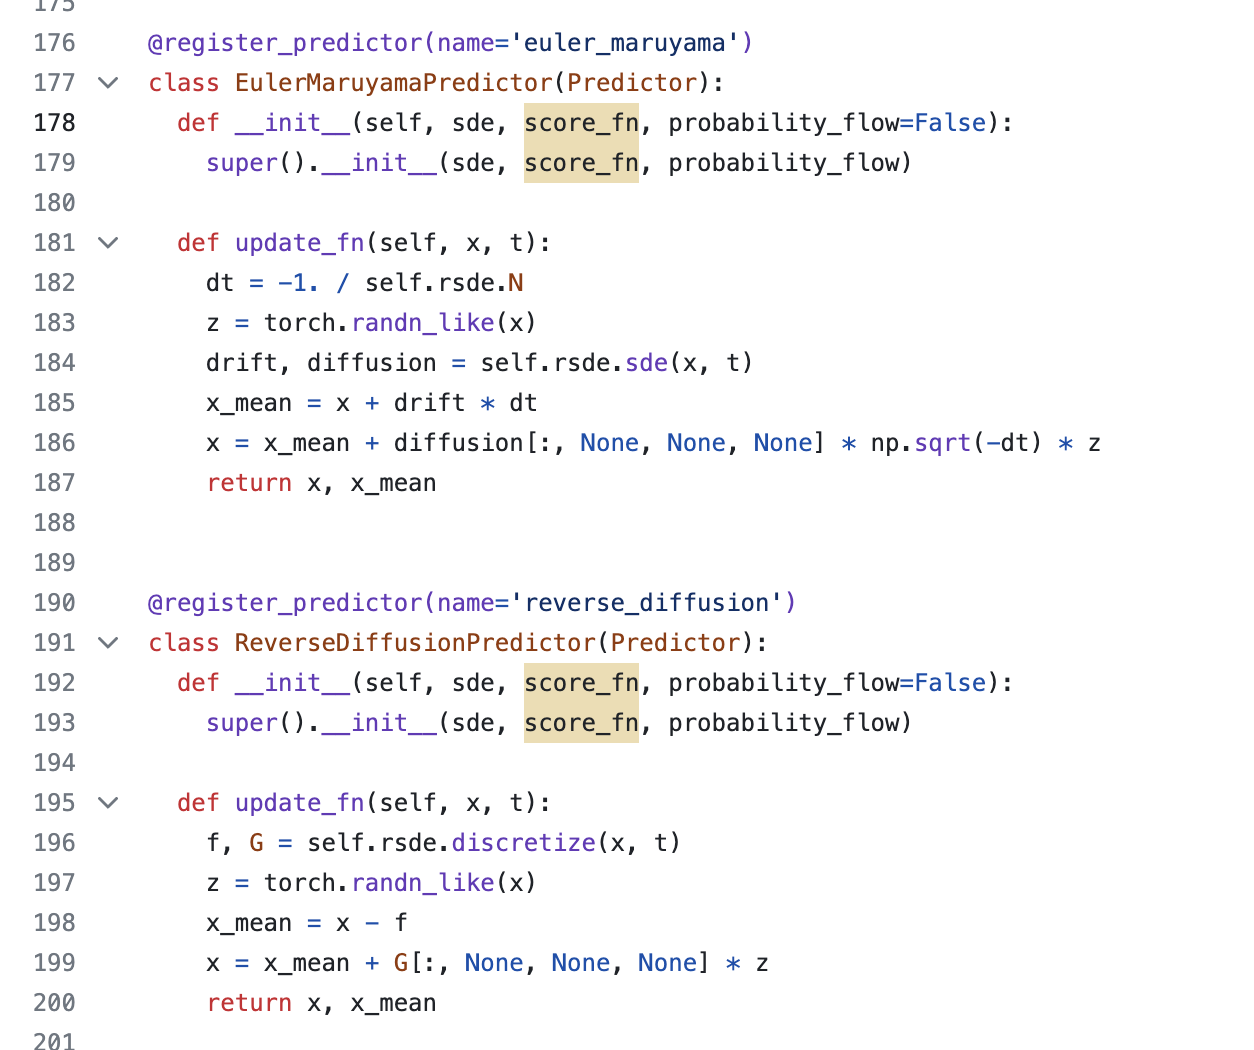 175
176 @register_predictor(name='euler_maruyama')
177 class EulerMaruyamaPredictor(Predictor):
178   def __init__(self, sde, score_fn, probability_flow=False):
179     super().__init__(sde, score_fn, probability_flow)
180
181   def update_fn(self, x, t):
182     dt = -1. / self.rsde.N
183     z = torch.randn_like(x)
184     drift, diffusion = self.rsde.sde(x, t)
185     x_mean = x + drift * dt
186     x = x_mean + diffusion[:, None, None, None] * np.sqrt(-dt) * z
187     return x, x_mean
188
189
190 @register_predictor(name='reverse_diffusion')
191 class ReverseDiffusionPredictor(Predictor):
192   def __init__(self, sde, score_fn, probability_flow=False):
193     super().__init__(sde, score_fn, probability_flow)
194
195   def update_fn(self, x, t):
196     f, G = self.rsde.discretize(x, t)
197     z = torch.randn_like(x)
198     x_mean = x - f
199     x = x_mean + G[:, None, None, None] * z
200     return x, x_mean
201